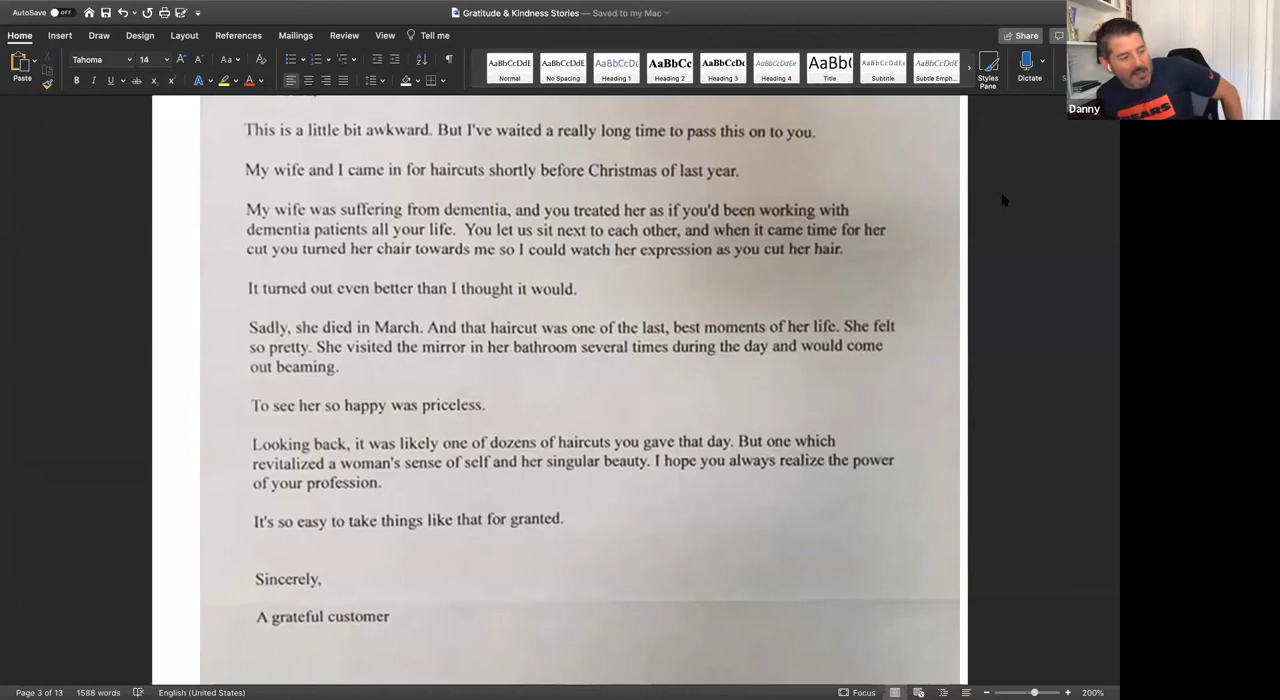 AutoSave OFF
Gratitude & Kindness Stories — Saved to my Mac
Home Insert Draw Design Layout References Mailings Review View Tell me
Share
Paste
Tahoma 14
AaBbCcDdE
Normal
AaBbCcDdE
No Spacing
AaBbCcDc
Heading 1
AaBbCc
Heading 2
AaBbCcDc
Heading 3
AaBbCcDdEe
Heading 4
AaBb(
Title
AaBbCcDdEe
Subtitle
AaBbCcDdE
Subtle Emph...
Styles
Pane
Dictate
Danny
This is a little bit awkward. But I've waited a really long time to pass this on to you.
My wife and I came in for haircuts shortly before Christmas of last year.
My wife was suffering from dementia, and you treated her as if you'd been working with
dementia patients all your life. You let us sit next to each other, and when it came time for her
cut you turned her chair towards me so I could watch her expression as you cut her hair.
It turned out even better than I thought it would.
Sadly, she died in March. And that haircut was one of the last, best moments of her life. She felt
so pretty. She visited the mirror in her bathroom several times during the day and would come
out beaming.
To see her so happy was priceless.
Looking back, it was likely one of dozens of haircuts you gave that day. But one which
revitalized a woman's sense of self and her singular beauty. I hope you always realize the power
of your profession.
It's so easy to take things like that for granted.
Sincerely,
A grateful customer
Page 3 of 13 1588 words English (United States) Focus 200%